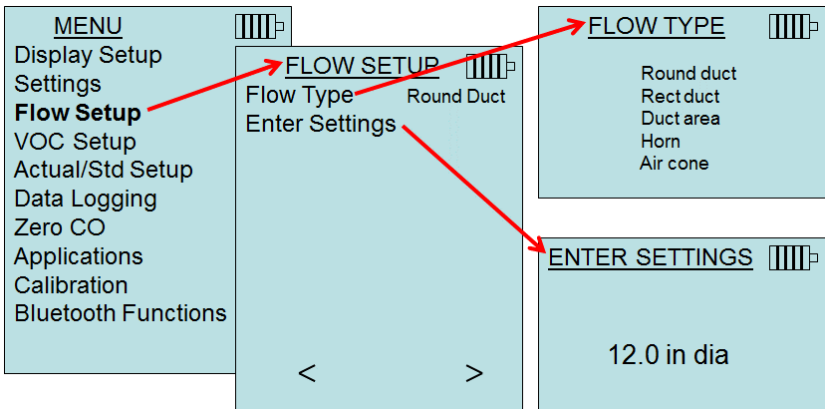 MENU
Display Setup
Settings
Flow Setup
VOC Setup
Actual/Std Setup
Data Logging
Zero CO
Applications
Calibration
Bluetooth Functions
FLOW SETUP
Flow Type Round Duct
Enter Settings
< >
FLOW TYPE
Round duct
Rect duct
Duct area
Horn
Air cone
ENTER SETTINGS
12.0 in dia